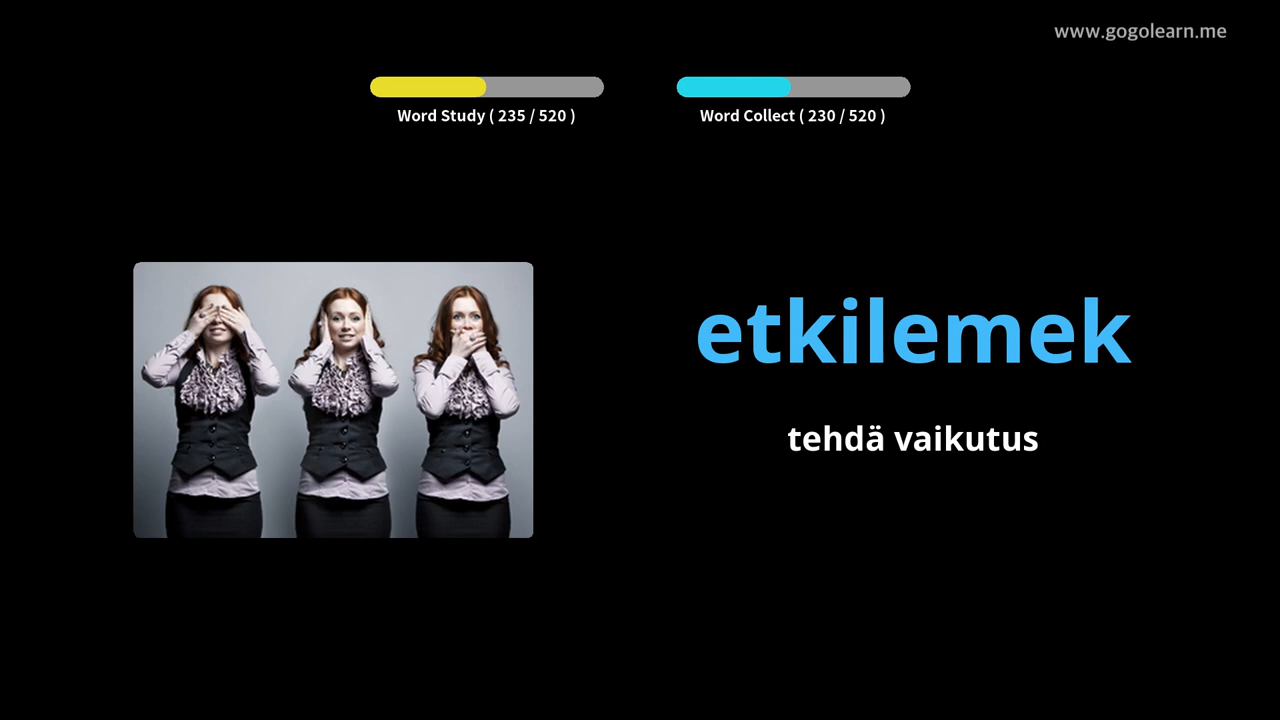 www.gogolearn.me
Word Study ( 235 / 520 )
Word Collect ( 230 / 520 )
etkilemek
tehdä vaikutus